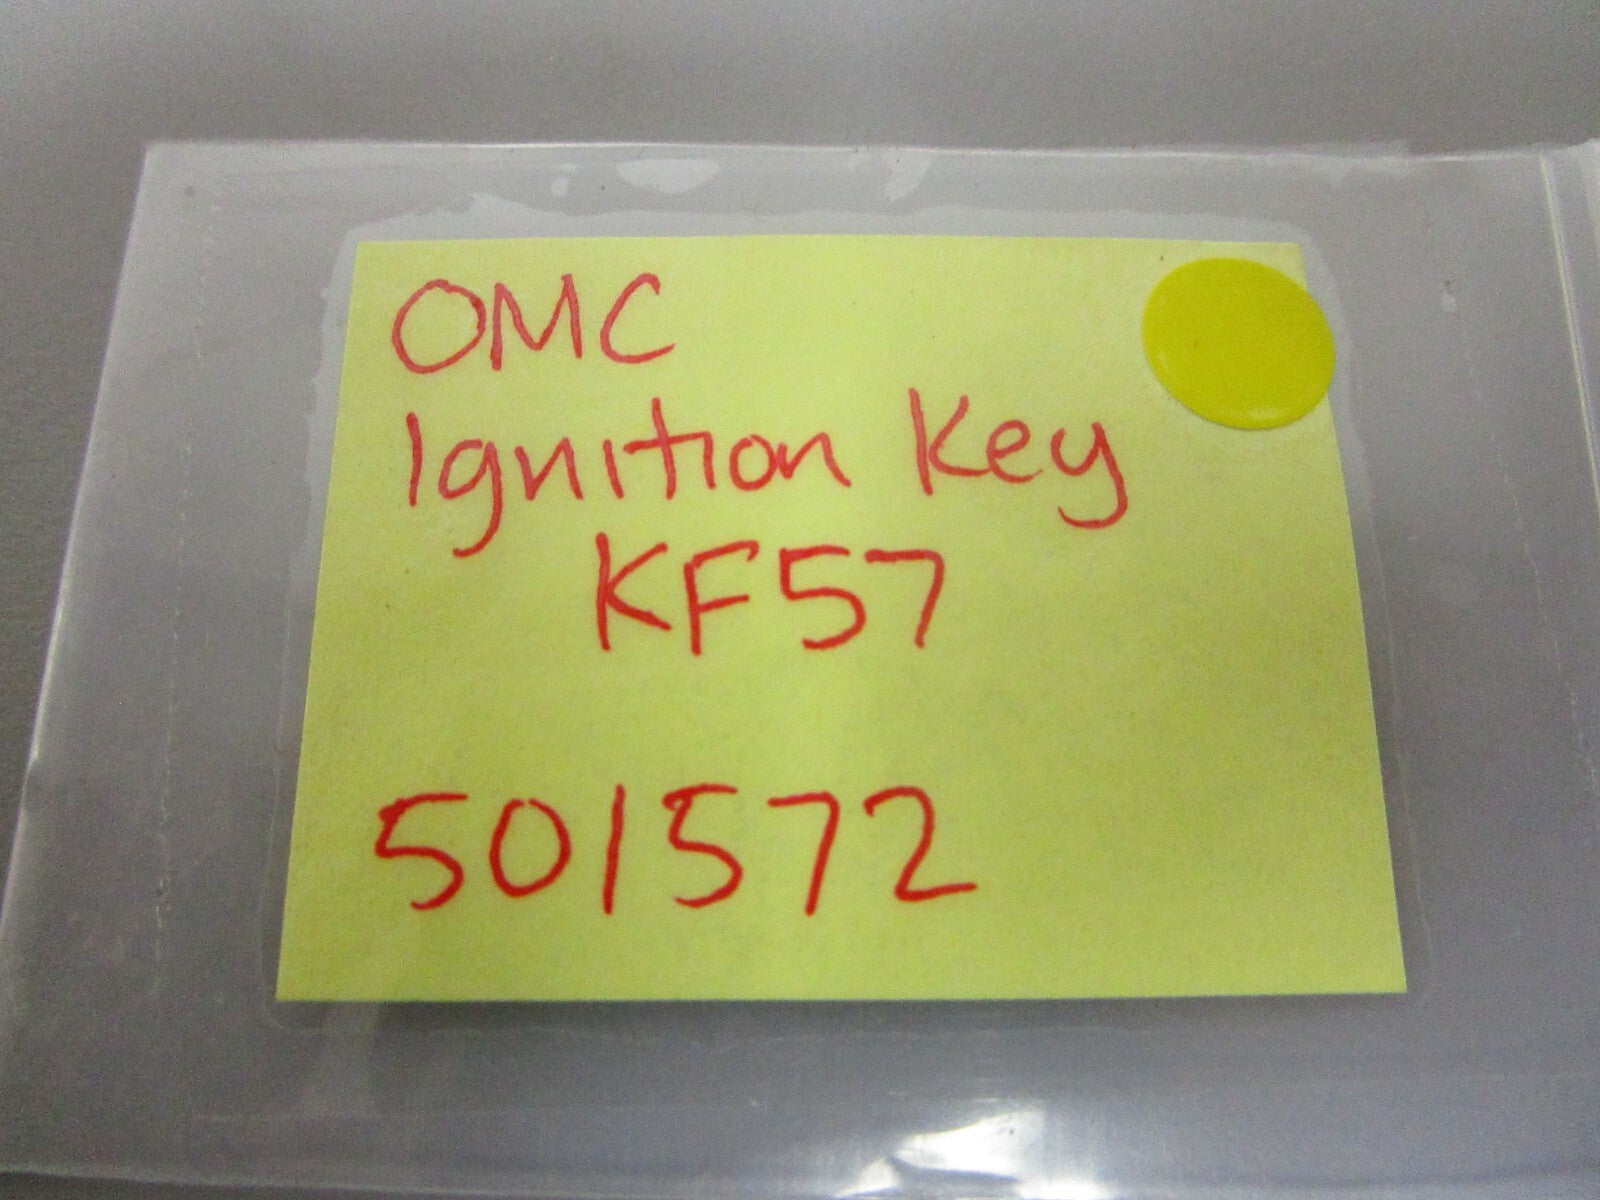 OMC
Ignition Key
KF57
501572